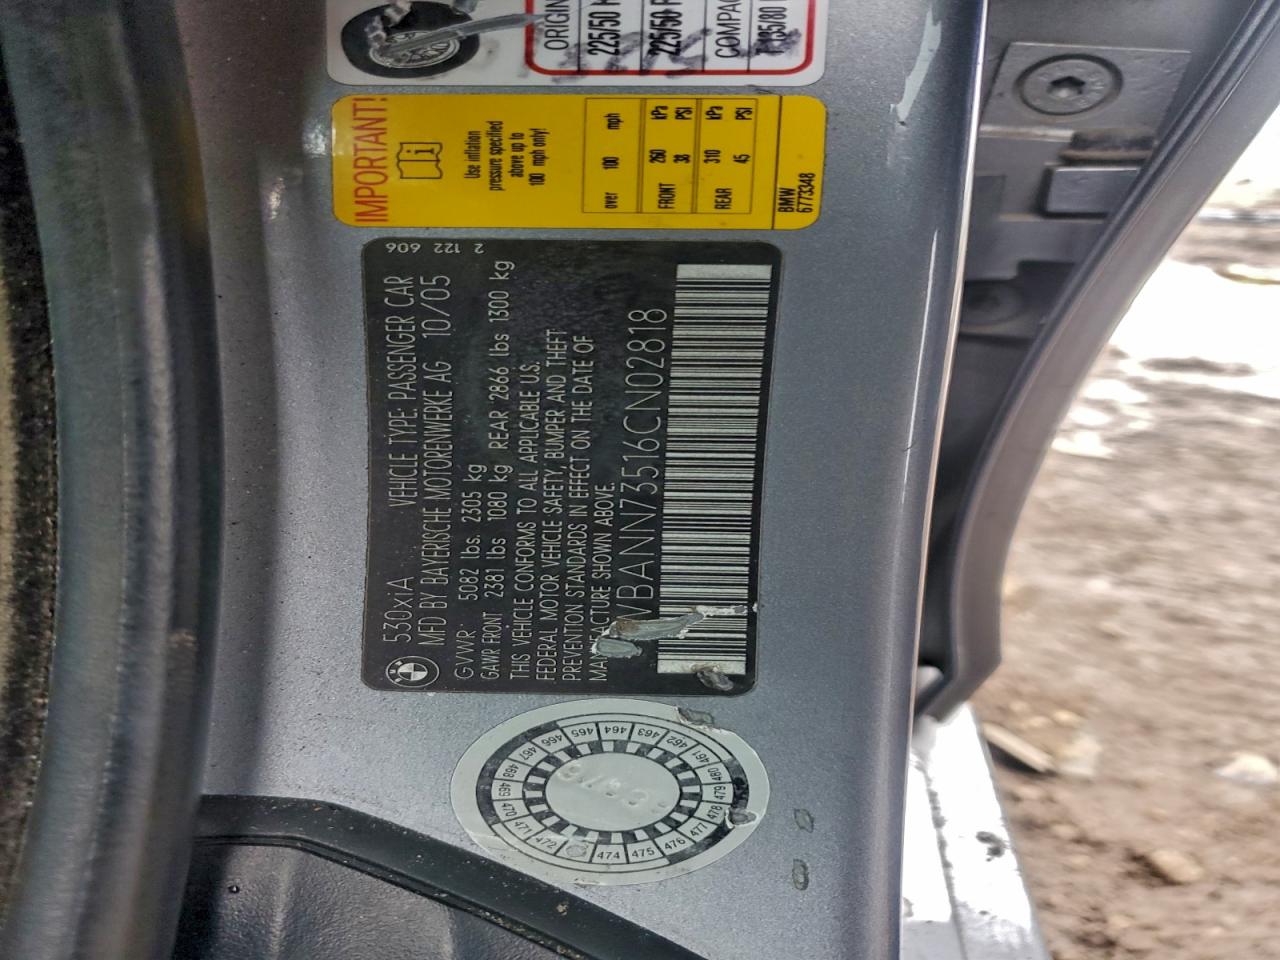 ORIGIN
225/50 R
225/50 R
COMPAC
T135/80
IMPORTANT!
Use inflation
pressure specified
above up to
100 mph only!
over 100 mph
FRONT 260 kPa
38 PSI
REAR 310 kPa
45 PSI
BMW
6773348
2 122 606
530xiA VEHICLE TYPE: PASSENGER CAR
MFD BY BAYERISCHE MOTORENWERKE AG 10/05
GVWR 5082 lbs. 2305 kg
GAWR FRONT 2381 lbs 1080 kg REAR 2866 lbs 1300 kg
THIS VEHICLE CONFORMS TO ALL APPLICABLE U.S.
FEDERAL MOTOR VEHICLE SAFETY, BUMPER AND THEFT
PREVENTION STANDARDS IN EFFECT ON THE DATE OF
MANUFACTURE SHOWN ABOVE.
VBANN73516CN02818
460 461 462 463 464 465 466 467 468 469 470 471 472 474 475 476 477 478 479